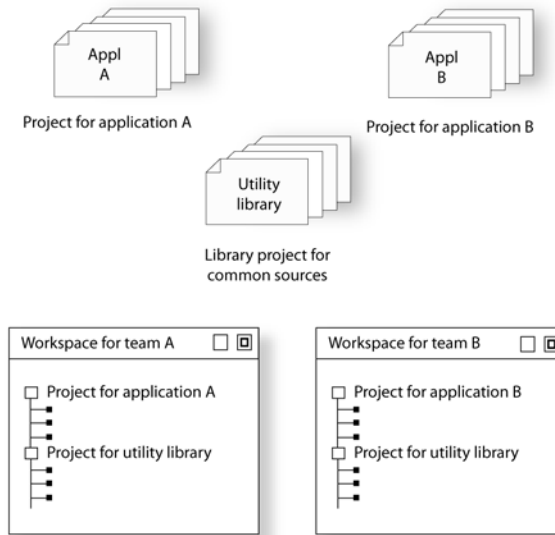 Appl
A
Appl
B
Project for application A
Project for application B
Utility
library
Library project for
common sources
Workspace for team A
Workspace for team B
Project for application A
Project for utility library
Project for application B
Project for utility library